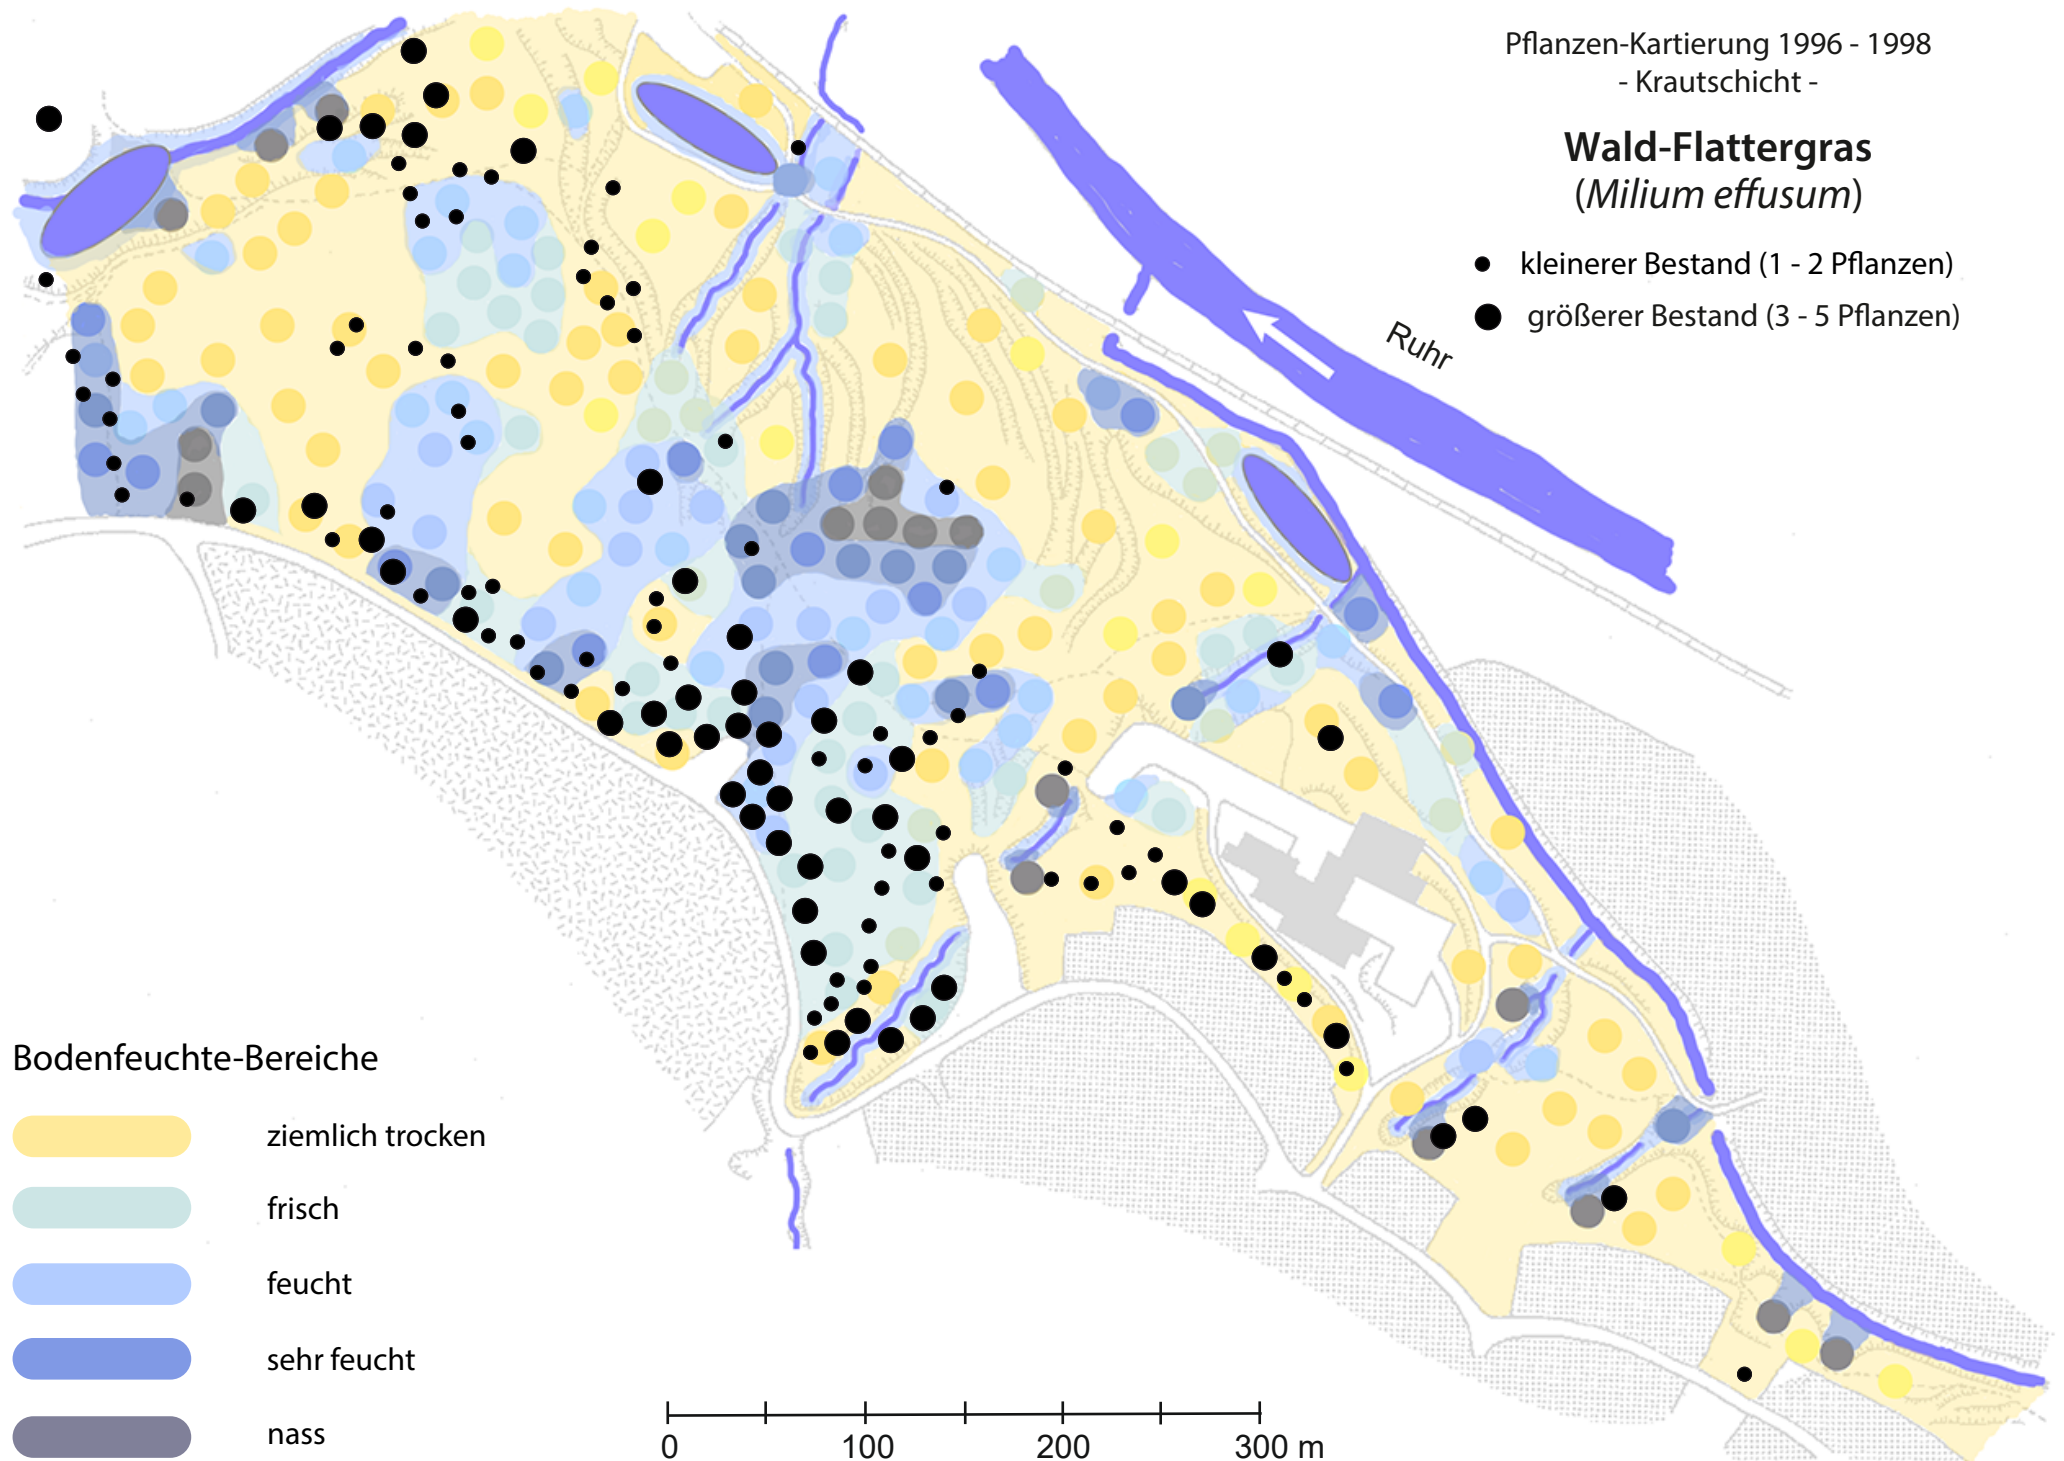 Pflanzen-Kartierung 1996 - 1998
- Krautschicht -
Wald-Flattergras
(Milium effusum)
kleinerer Bestand (1 - 2 Pflanzen)
größerer Bestand (3 - 5 Pflanzen)
Ruhr
Bodenfeuchte-Bereiche
ziemlich trocken
frisch
feucht
sehr feucht
nass
0 100 200 300 m